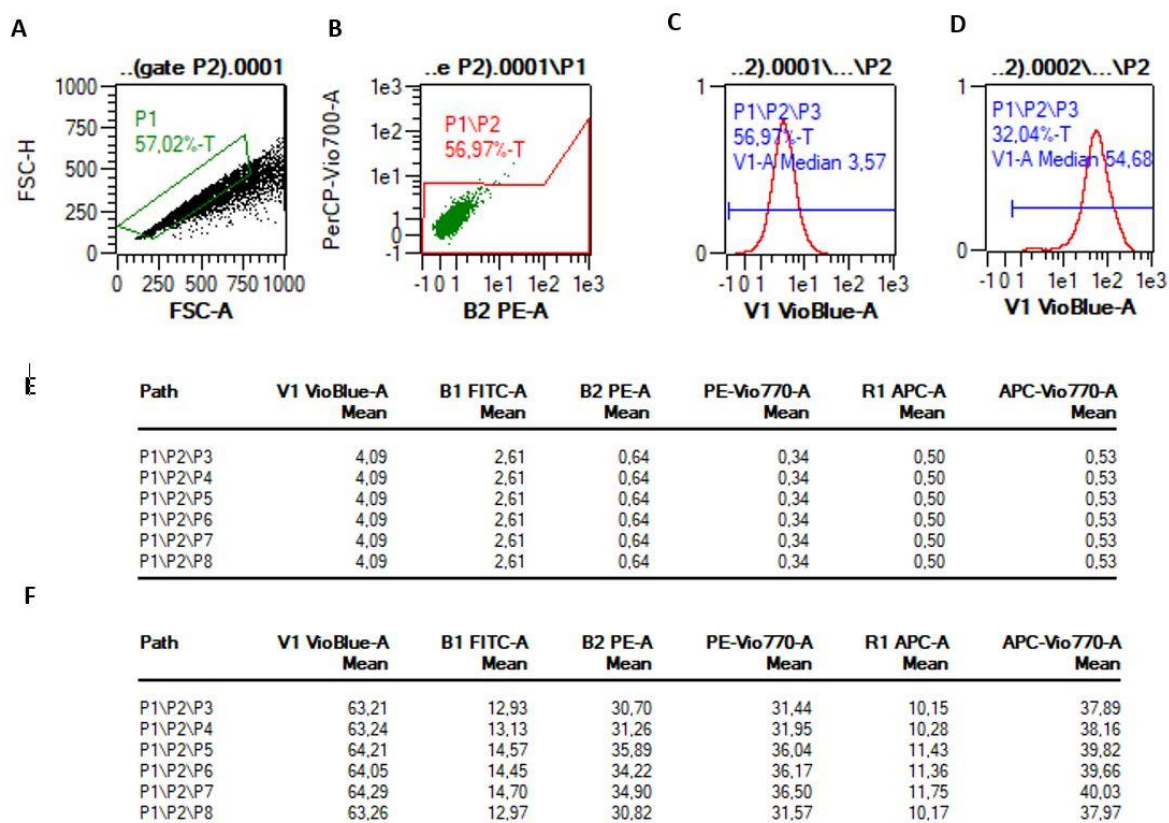 A
B
C
D
..(gate P2).0001
..e P2).0001\P1
..2).0001\...\P2
..2).0002\...\P2
FSC-H
1000
750
500
250
0
P1
57,02%-T
0 250 500 750 1000
FSC-A
PerCP-Vio700-A
1e3
1e2
1e1
1
0
-1
P1\P2
56,97%-T
-1 0 1 1e1 1e2 1e3
B2 PE-A
1
0
P1\P2\P3
56,97%-T
V1-A Median 3,57
-1 0 1 1e1 1e2 1e3
V1 VioBlue-A
1
0
P1\P2\P3
32,04%-T
V1-A Median 54,68
-1 0 1 1e1 1e2 1e3
V1 VioBlue-A
E
Path V1 VioBlue-A B1 FITC-A B2 PE-A PE-Vio770-A R1 APC-A APC-Vio770-A
Mean Mean Mean Mean Mean Mean
P1\P2\P3 4,09 2,61 0,64 0,34 0,50 0,53
P1\P2\P4 4,09 2,61 0,64 0,34 0,50 0,53
P1\P2\P5 4,09 2,61 0,64 0,34 0,50 0,53
P1\P2\P6 4,09 2,61 0,64 0,34 0,50 0,53
P1\P2\P7 4,09 2,61 0,64 0,34 0,50 0,53
P1\P2\P8 4,09 2,61 0,64 0,34 0,50 0,53
F
Path V1 VioBlue-A B1 FITC-A B2 PE-A PE-Vio770-A R1 APC-A APC-Vio770-A
Mean Mean Mean Mean Mean Mean
P1\P2\P3 63,21 12,93 30,70 31,44 10,15 37,89
P1\P2\P4 63,24 13,13 31,26 31,95 10,28 38,16
P1\P2\P5 64,21 14,57 35,89 36,04 11,43 39,82
P1\P2\P6 64,05 14,45 34,22 36,17 11,36 39,66
P1\P2\P7 64,29 14,70 34,90 36,50 11,75 40,03
P1\P2\P8 63,26 12,97 30,82 31,57 10,17 37,97